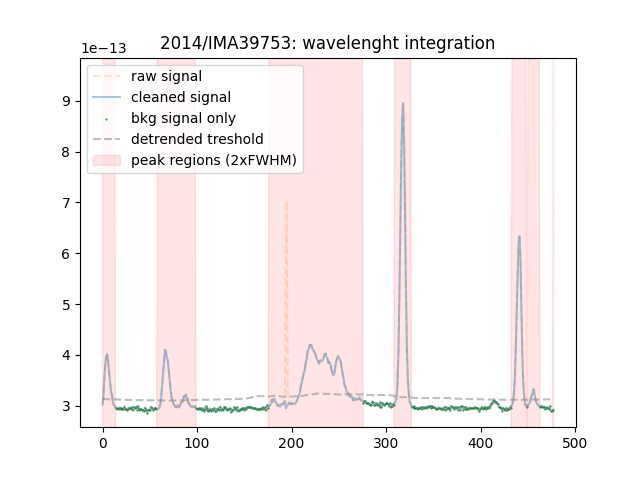 2014/IMA39753: wavelenght integration
1e−13
raw signal
cleaned signal
bkg signal only
detrended treshold
peak regions (2xFWHM)
9
8
7
6
5
4
3
0 100 200 300 400 500